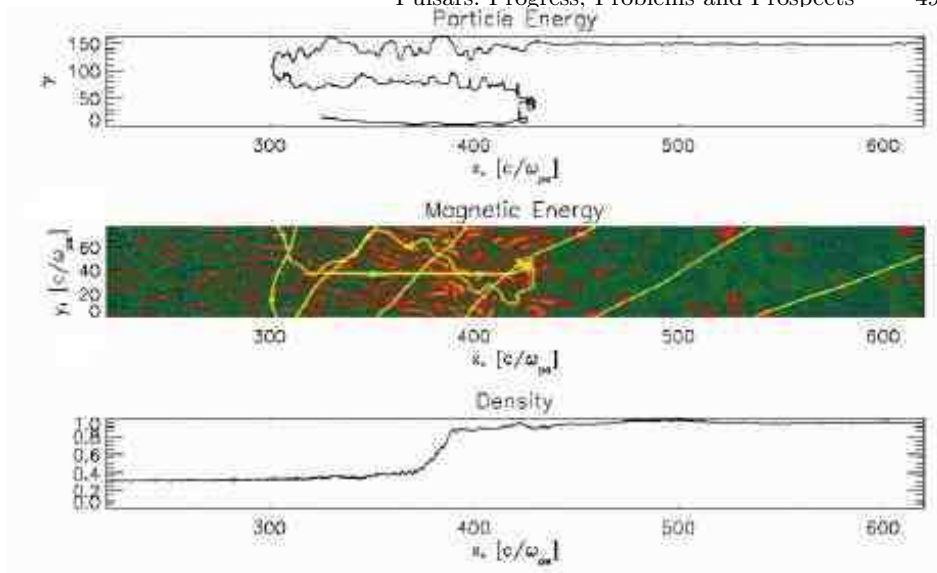 Pulsars: Progress, Problems and Prospects
Particle Energy
150
100
50
0
γ
300 400 500 600
x, [c/ω
Magnetic Energy
60
40
20
0
y, [c/ω
300 400 500 600
x, [c/ω
Density
1.0
0.8
0.6
0.4
0.2
0.0
300 400 500 600
x, [c/ω